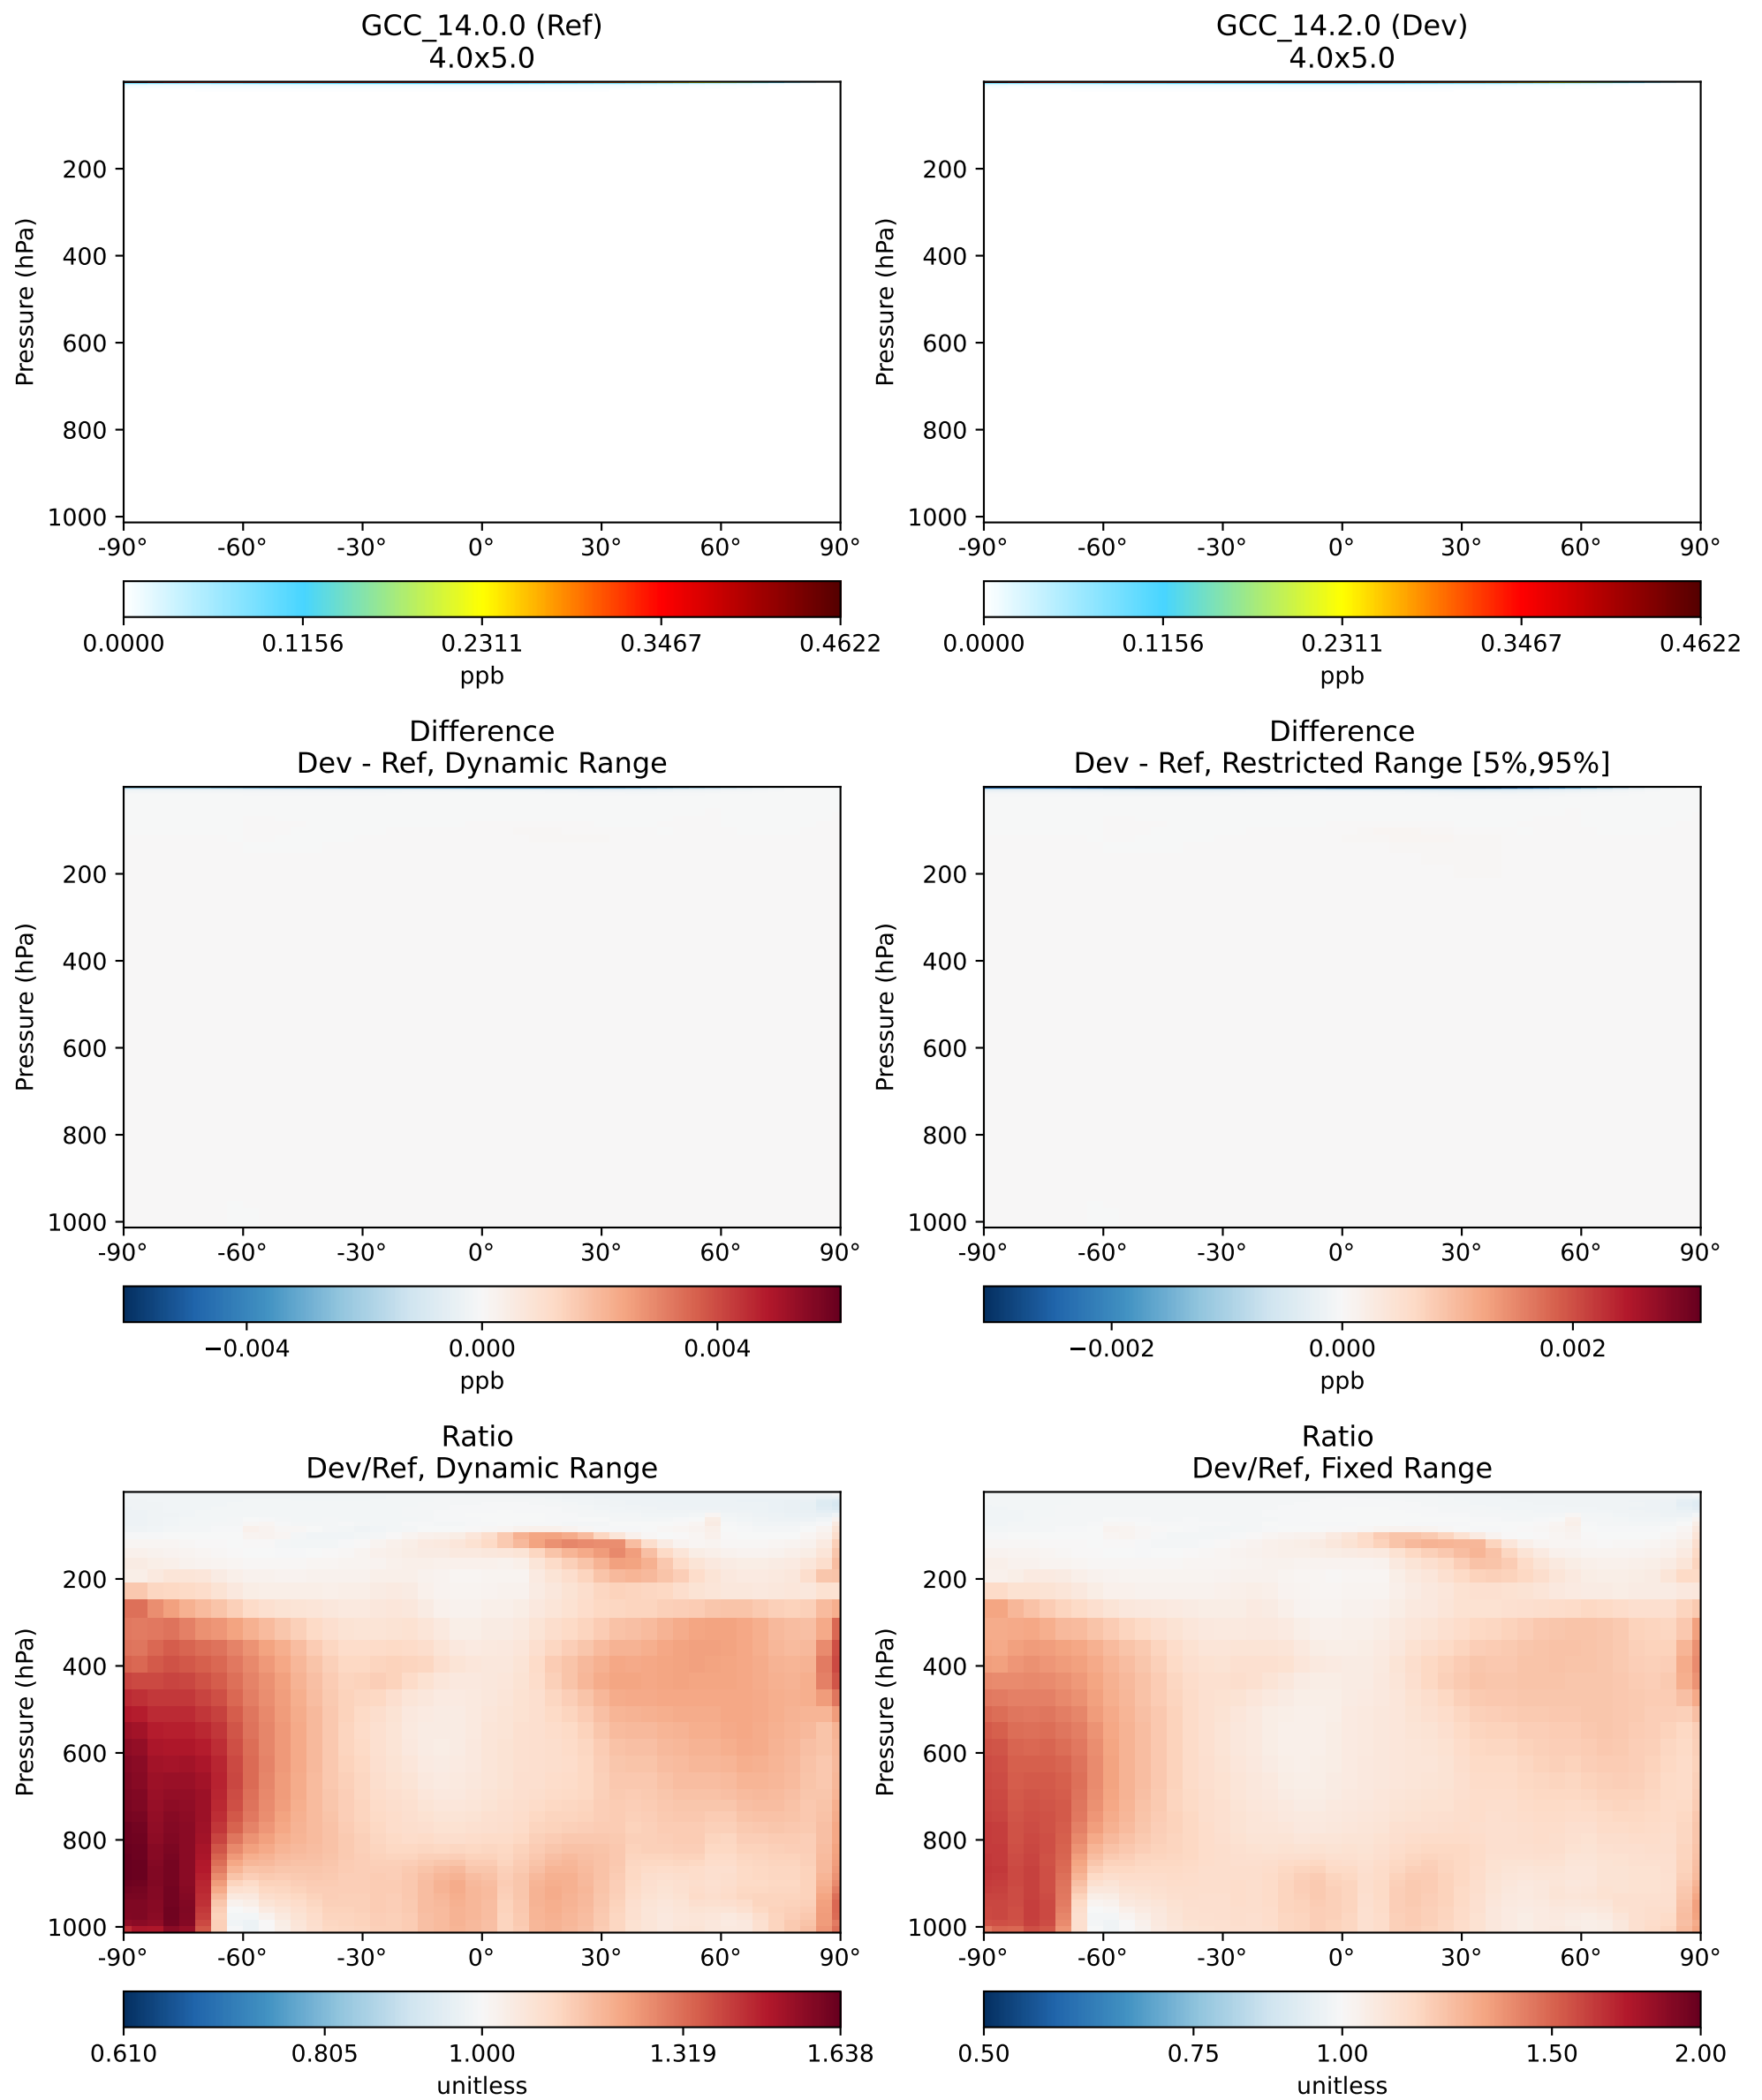 GCC_14.0.0 (Ref)
4.0x5.0
Pressure (hPa)
200
400
600
800
1000
-90° -60° -30° 0° 30° 60° 90°
0.0000 0.1156 0.2311 0.3467 0.4622
ppb
GCC_14.2.0 (Dev)
4.0x5.0
Pressure (hPa)
200
400
600
800
1000
-90° -60° -30° 0° 30° 60° 90°
0.0000 0.1156 0.2311 0.3467 0.4622
ppb
Difference
Dev - Ref, Dynamic Range
Pressure (hPa)
200
400
600
800
1000
-90° -60° -30° 0° 30° 60° 90°
−0.004 0.000 0.004
ppb
Difference
Dev - Ref, Restricted Range [5%,95%]
Pressure (hPa)
200
400
600
800
1000
-90° -60° -30° 0° 30° 60° 90°
−0.002 0.000 0.002
ppb
Ratio
Dev/Ref, Dynamic Range
Pressure (hPa)
200
400
600
800
1000
-90° -60° -30° 0° 30° 60° 90°
0.610 0.805 1.000 1.319 1.638
unitless
Ratio
Dev/Ref, Fixed Range
Pressure (hPa)
200
400
600
800
1000
-90° -60° -30° 0° 30° 60° 90°
0.50 0.75 1.00 1.50 2.00
unitless